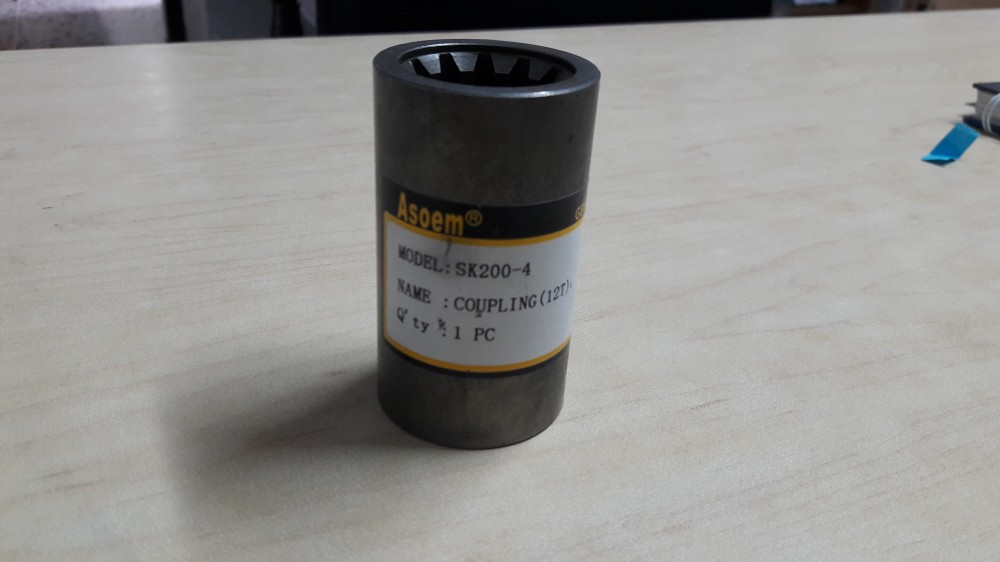 Asoem®
MODEL:SK200-4
NAME :COUPLING(12T)
Q'ty :1 PC